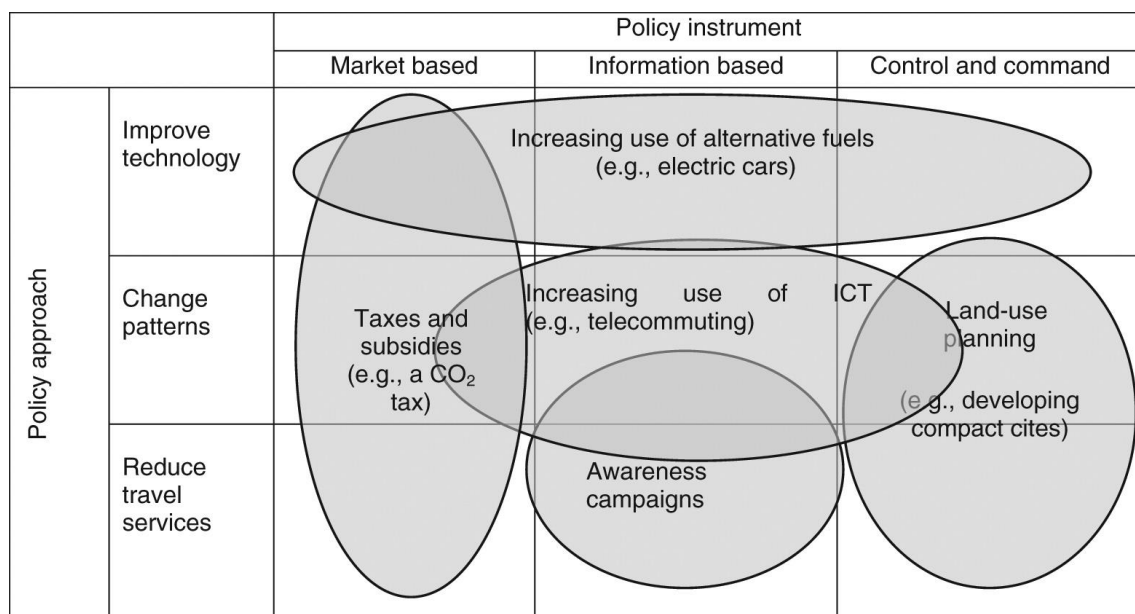 Policy instrument
Market based
Information based
Control and command
Policy approach
Improve
technology
Increasing use of alternative fuels
(e.g., electric cars)
Change
patterns
Increasing use of ICT
(e.g., telecommuting)
Taxes and
subsidies
(e.g., a CO₂
tax)
Land-use
planning
(e.g., developing
compact cites)
Reduce
travel
services
Awareness
campaigns